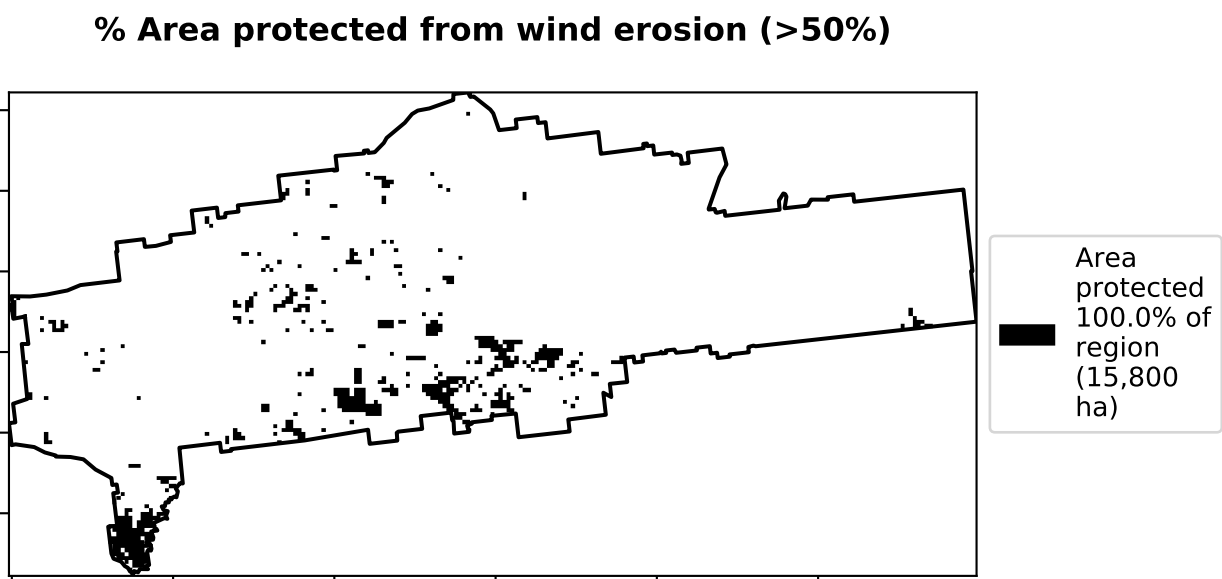 % Area protected from wind erosion (>50%)
Area
protected
100.0% of
region
(15,800
ha)